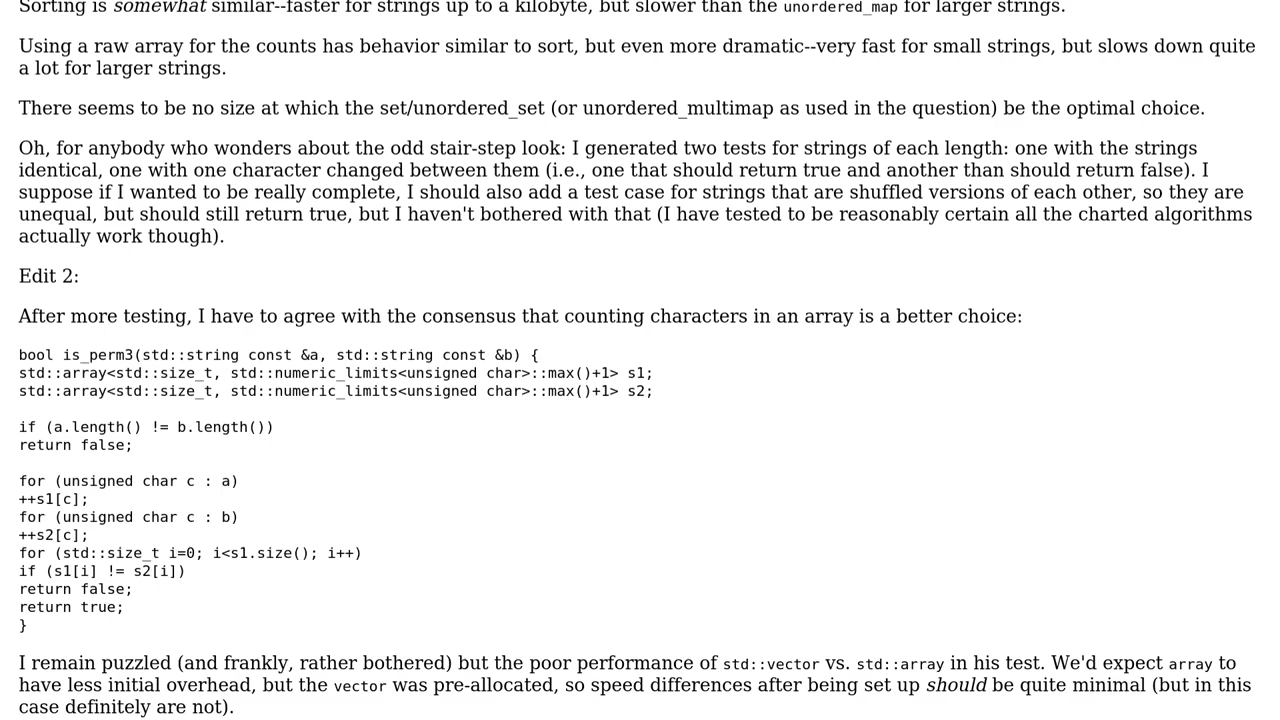 Sorting is somewhat similar--faster for strings up to a kilobyte, but slower than the unordered_map for larger strings.
Using a raw array for the counts has behavior similar to sort, but even more dramatic--very fast for small strings, but slows down quite
a lot for larger strings.
There seems to be no size at which the set/unordered_set (or unordered_multimap as used in the question) be the optimal choice.
Oh, for anybody who wonders about the odd stair-step look: I generated two tests for strings of each length: one with the strings
identical, one with one character changed between them (i.e., one that should return true and another than should return false). I
suppose if I wanted to be really complete, I should also add a test case for strings that are shuffled versions of each other, so they are
unequal, but should still return true, but I haven't bothered with that (I have tested to be reasonably certain all the charted algorithms
actually work though).
Edit 2:
After more testing, I have to agree with the consensus that counting characters in an array is a better choice:
bool is_perm3(std::string const &a, std::string const &b) {
std::array<std::size_t, std::numeric_limits<unsigned char>::max()+1> s1;
std::array<std::size_t, std::numeric_limits<unsigned char>::max()+1> s2;
if (a.length() != b.length())
return false;
for (unsigned char c : a)
++s1[c];
for (unsigned char c : b)
++s2[c];
for (std::size_t i=0; i<s1.size(); i++)
if (s1[i] != s2[i])
return false;
return true;
}
I remain puzzled (and frankly, rather bothered) but the poor performance of std::vector vs. std::array in his test. We'd expect array to
have less initial overhead, but the vector was pre-allocated, so speed differences after being set up should be quite minimal (but in this
case definitely are not).